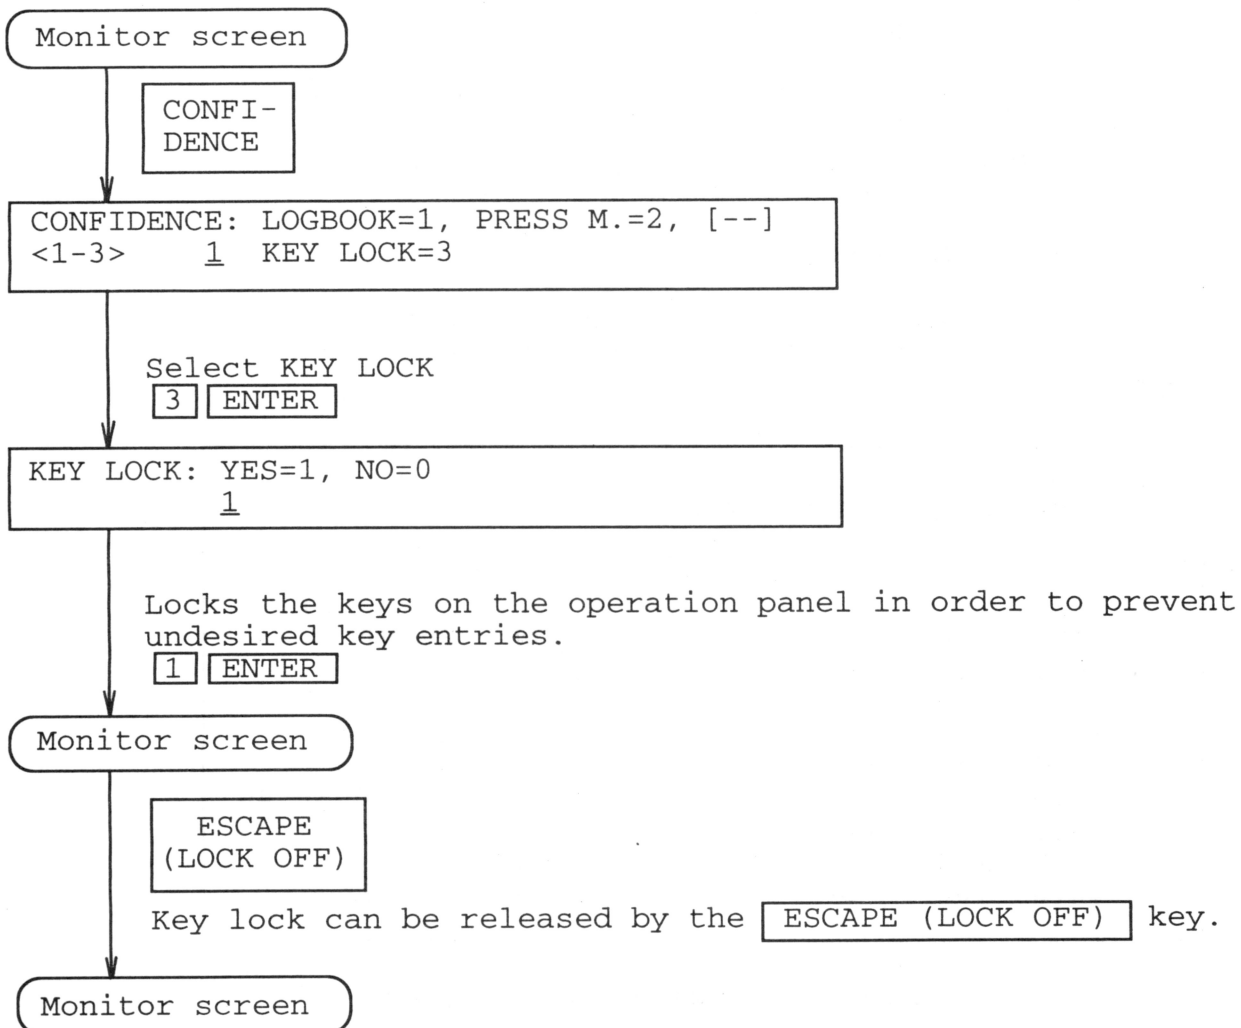 Monitor screen
CONFI-
DENCE
CONFIDENCE: LOGBOOK=1, PRESS M.=2, [--]
<1-3> 1 KEY LOCK=3
Select KEY LOCK
3 ENTER
KEY LOCK: YES=1, NO=0
1
Locks the keys on the operation panel in order to prevent
undesired key entries.
1 ENTER
Monitor screen
ESCAPE
(LOCK OFF)
Key lock can be released by the ESCAPE (LOCK OFF) key.
Monitor screen